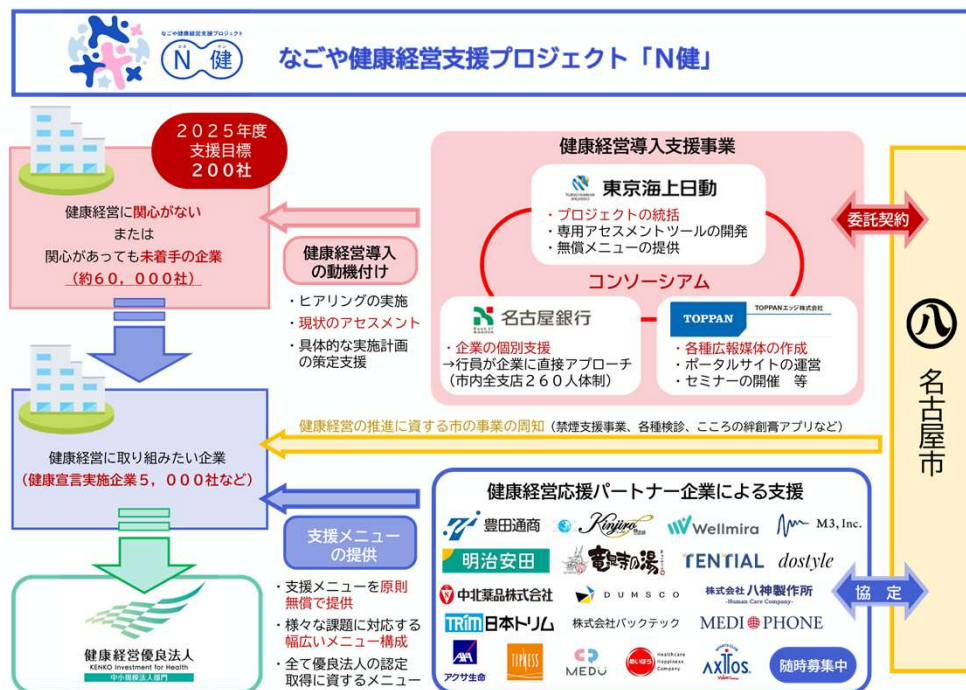 なごや健康経営支援プロジェクト
N健
エヌ ケン
なごや健康経営支援プロジェクト「N健」
2025年度
支援目標
200社
健康経営に関心がない
または
関心があっても未着手の企業
(約60,000社)
健康経営導入
の動機付け
・ヒアリングの実施
・現状のアセスメント
・具体的な実施計画
の策定支援
健康経営導入支援事業
東京海上日動
・プロジェクトの統括
・専用アセスメントツールの開発
・無償メニューの提供
コンソーシアム
Bank of NAGOYA
名古屋銀行
・企業の個別支援
→行員が企業に直接アプローチ
(市内全支店260人体制)
TOPPAN
TOPPANエッジ株式会社
・各種広報媒体の作成
・ポータルサイトの運営
・セミナーの開催 等
委託契約
八
名古屋市
健康経営の推進に資する市の事業の周知(禁煙支援事業、各種検診、こころの絆創膏アプリなど)
健康経営に取り組みたい企業
(健康宣言実施企業5,000社など)
支援メニュー
の提供
・支援メニューを原則
無償で提供
・様々な課題に対応する
幅広いメニュー構成
・全て優良法人の認定
取得に資するメニュー
健康経営優良法人
KENKO Investment for Health
中小規模法人部門
健康経営応援パートナー企業による支援
豊田通商
Kinjiro
Wellmira
M3, Inc.
明治安田
竜泉寺の湯
TENTIAL
dostyle
中北薬品株式会社
DUMSCO
株式会社八神製作所
-Human Care Company-
TRIM 日本トリム
株式会社バックテック
MEDI PHONE
AXA
アクサ生命
TIPNESS
MEDU
めいほう
Healthcare
Happiness
Company
AXTOS
随時募集中
協定